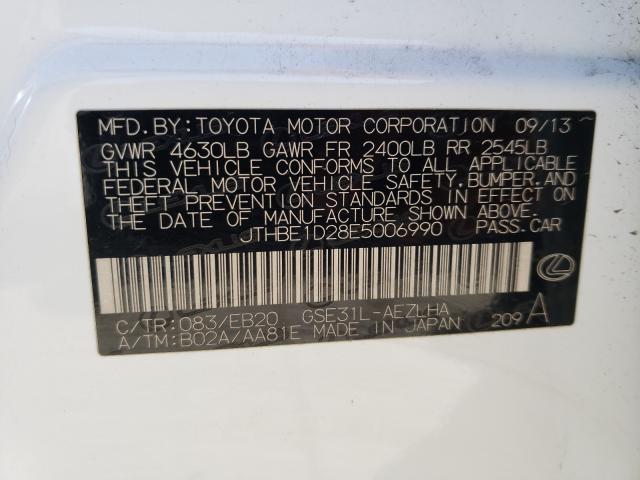 MFD.BY:TOYOTA MOTOR CORPORATION 09/13
GVWR 4630LB GAWR FR 2400LB RR 2545LB
THIS VEHICLE CONFORMS TO ALL APPLICABLE
FEDERAL MOTOR VEHICLE SAFETY,BUMPER,AND
THEFT PREVENTION STANDARDS IN EFFECT ON
THE DATE OF MANUFACTURE SHOWN ABOVE.
JTHBE1D28E5006990 PASS.CAR
C/TR:083/EB20 GSE31L-AEZLHA
A/TM:B02A/AA81E MADE IN JAPAN 209 A